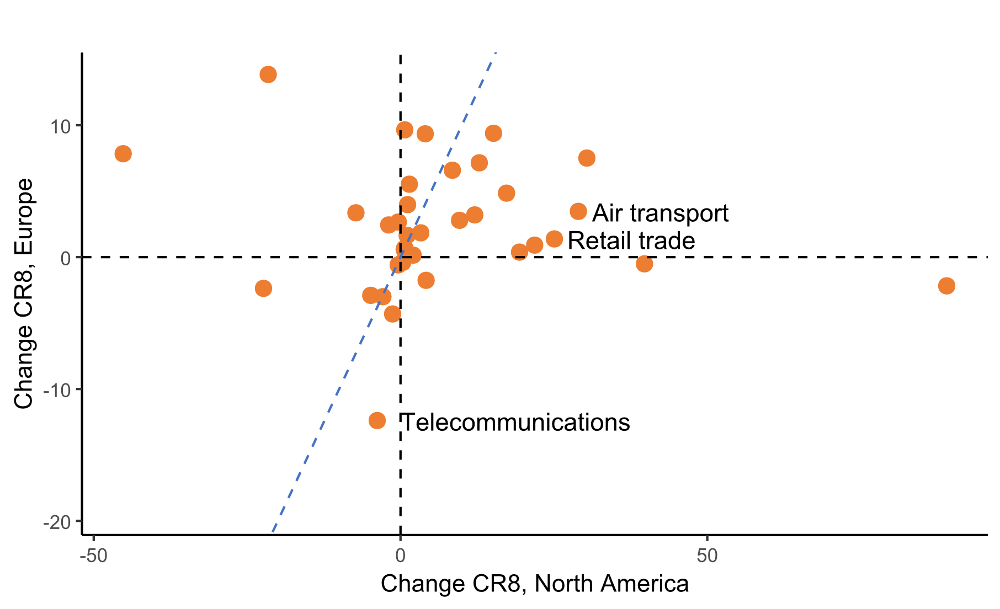 10
0
-10
-20
Change CR8, Europe
Air transport
Retail trade
Telecommunications
-50
0
50
Change CR8, North America